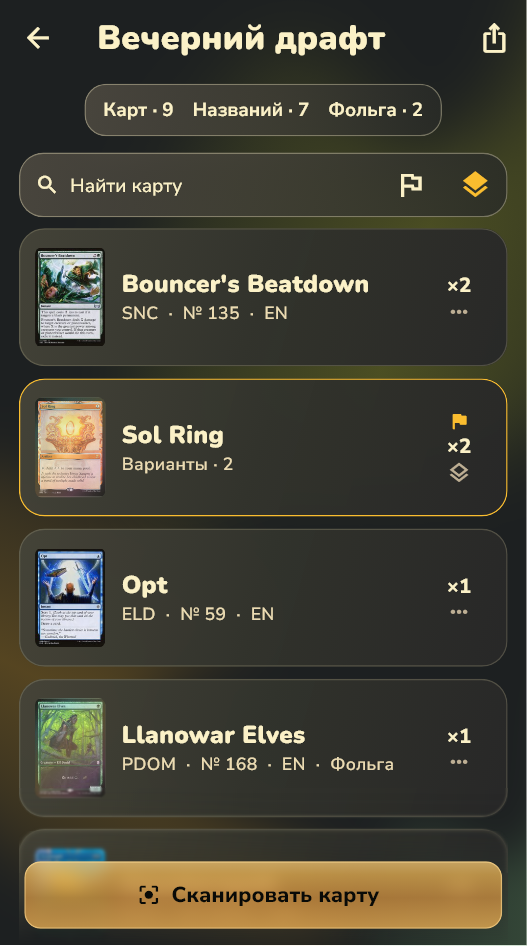 Вечерний драфт
Карт · 9 Названий · 7 Фольга · 2
Найти карту
Bouncer's Beatdown
SNC · № 135 · EN
×2
Sol Ring
Варианты · 2
×2
Opt
ELD · № 59 · EN
×1
Llanowar Elves
PDOM · № 168 · EN · Фольга
×1
Сканировать карту